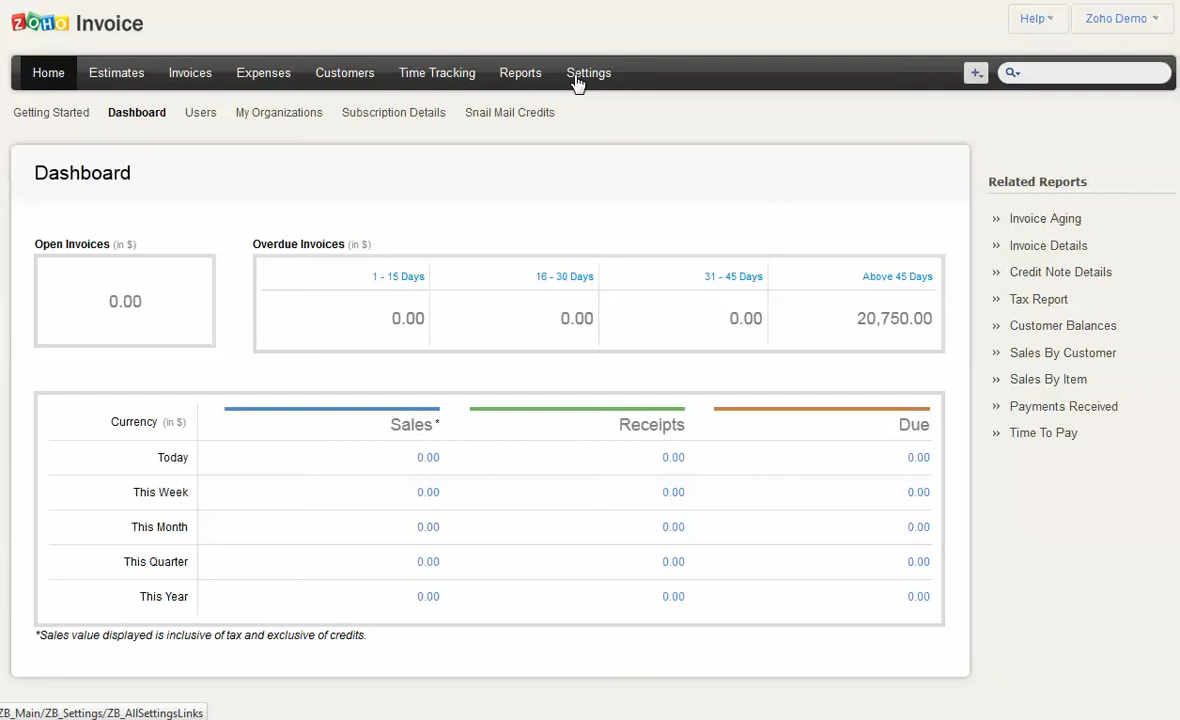 ZOHO Invoice
Help
Zoho Demo
Home Estimates Invoices Expenses Customers Time Tracking Reports Settings
Getting Started Dashboard Users My Organizations Subscription Details Snail Mail Credits
Dashboard
Open Invoices (in $)
0.00
Overdue Invoices (in $)
1 - 15 Days 16 - 30 Days 31 - 45 Days Above 45 Days
0.00 0.00 0.00 20,750.00
Currency (in $) Sales* Receipts Due
Today 0.00 0.00 0.00
This Week 0.00 0.00 0.00
This Month 0.00 0.00 0.00
This Quarter 0.00 0.00 0.00
This Year 0.00 0.00 0.00
*Sales value displayed is inclusive of tax and exclusive of credits.
Related Reports
›› Invoice Aging
›› Invoice Details
›› Credit Note Details
›› Tax Report
›› Customer Balances
›› Sales By Customer
›› Sales By Item
›› Payments Received
›› Time To Pay
ZB_Main/ZB_Settings/ZB_AllSettingsLinks